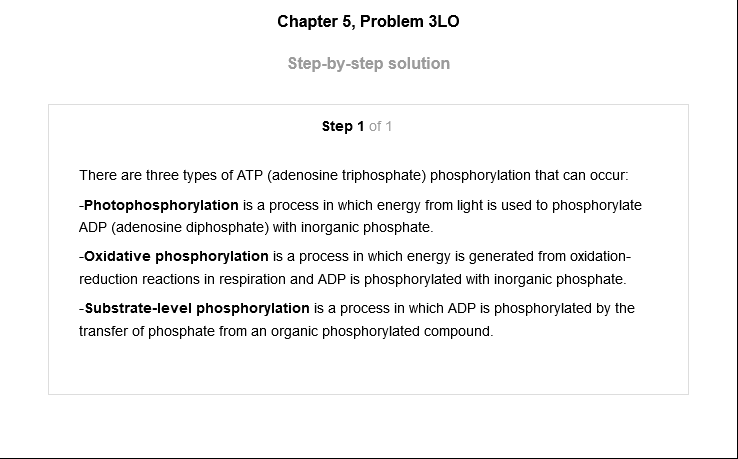 Chapter 5, Problem 3LO
Step-by-step solution
Step 1 of 1
There are three types of ATP (adenosine triphosphate) phosphorylation that can occur:
-Photophosphorylation is a process in which energy from light is used to phosphorylate
ADP (adenosine diphosphate) with inorganic phosphate.
-Oxidative phosphorylation is a process in which energy is generated from oxidation-
reduction reactions in respiration and ADP is phosphorylated with inorganic phosphate.
-Substrate-level phosphorylation is a process in which ADP is phosphorylated by the
transfer of phosphate from an organic phosphorylated compound.